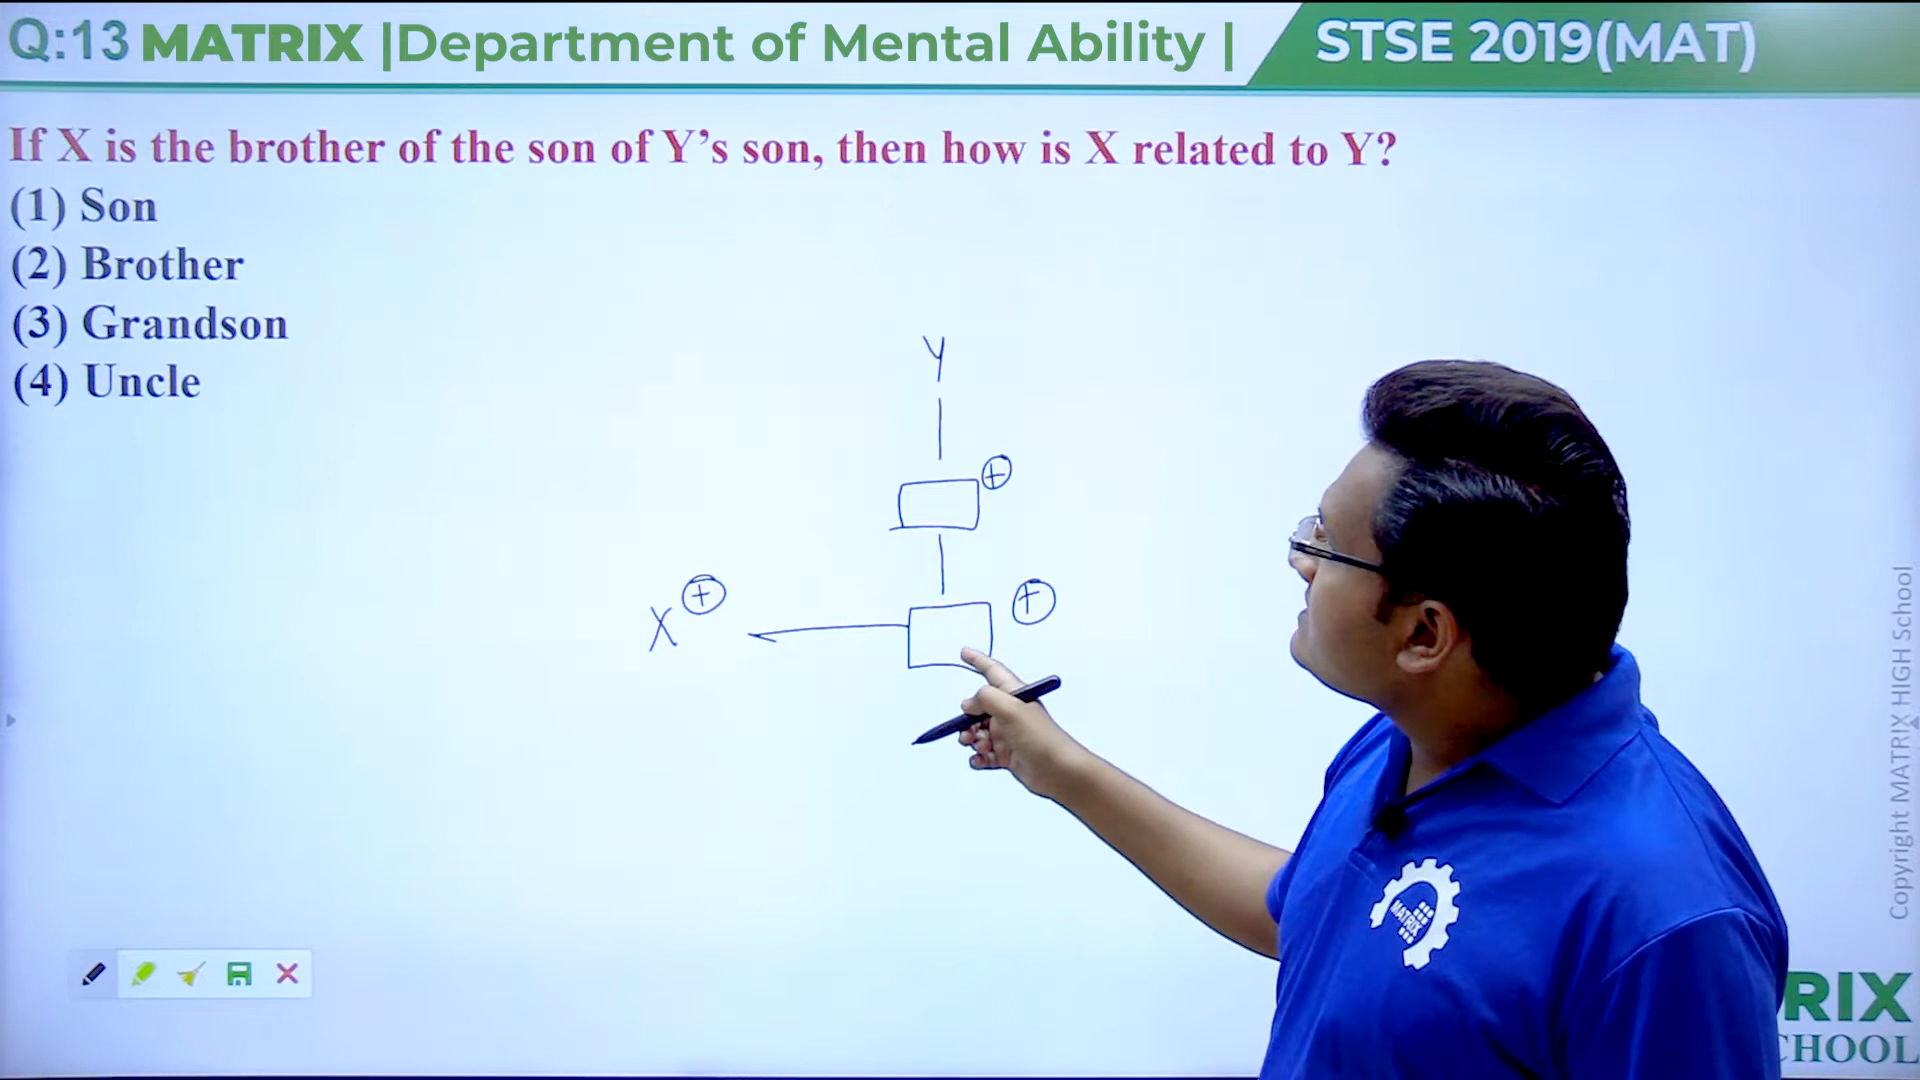 Q:13 MATRIX |Department of Mental Ability | STSE 2019(MAT)
If X is the brother of the son of Y’s son, then how is X related to Y?
(1) Son
(2) Brother
(3) Grandson
(4) Uncle
Y
+
X +
+
MATRIX
Copyright MATRIX HIGH School
RIX
CHOOL